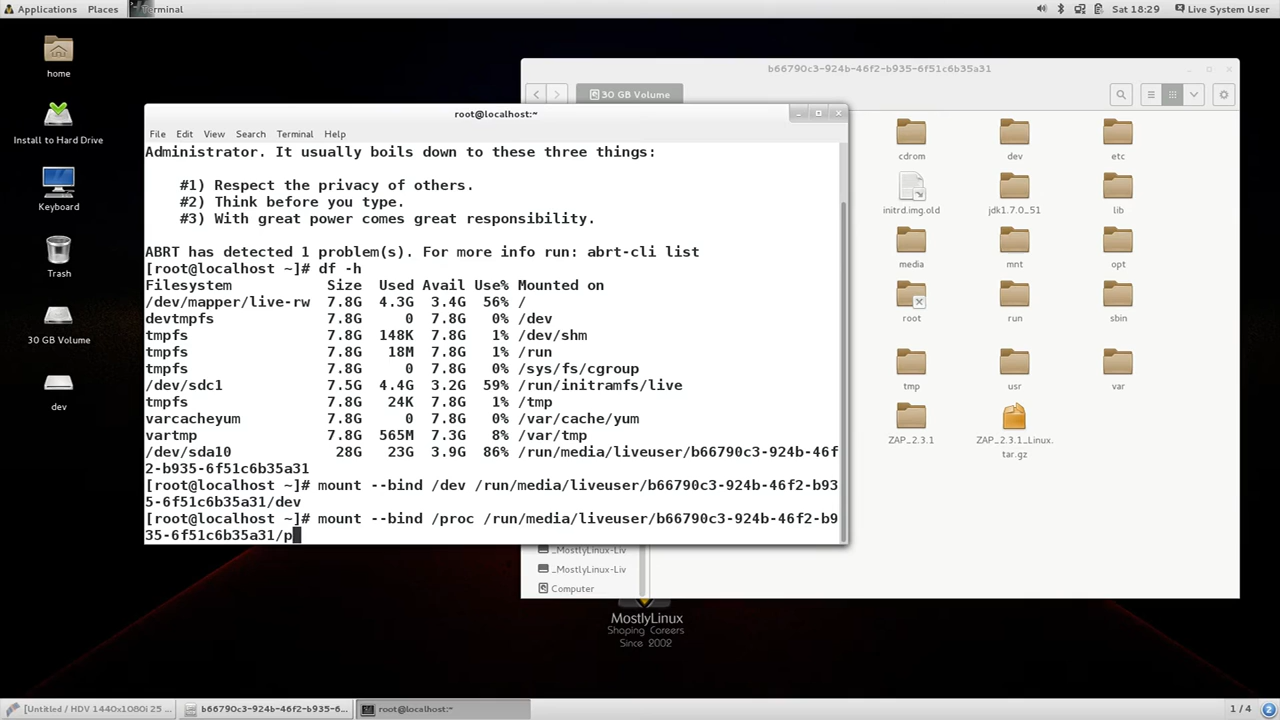 Applications Places Terminal Sat 18:29 Live System User
home
Install to Hard Drive
Keyboard
Trash
30 GB Volume
dev
b66790c3-924b-46f2-b935-6f51c6b35a31
30 GB Volume
cdrom dev etc
initrd.img.old jdk1.7.0_51 lib
media mnt opt
root run sbin
tmp usr var
ZAP_2.3.1 ZAP_2.3.1_Linux.
tar.gz
_MostlyLinux-Liv
_MostlyLinux-Liv
Computer
root@localhost:~
File Edit View Search Terminal Help
Administrator. It usually boils down to these three things:
#1) Respect the privacy of others.
#2) Think before you type.
#3) With great power comes great responsibility.
ABRT has detected 1 problem(s). For more info run: abrt-cli list
[root@localhost ~]# df -h
Filesystem Size Used Avail Use% Mounted on
/dev/mapper/live-rw 7.8G 4.3G 3.4G 56% /
devtmpfs 7.8G 0 7.8G 0% /dev
tmpfs 7.8G 148K 7.8G 1% /dev/shm
tmpfs 7.8G 18M 7.8G 1% /run
tmpfs 7.8G 0 7.8G 0% /sys/fs/cgroup
/dev/sdc1 7.5G 4.4G 3.2G 59% /run/initramfs/live
tmpfs 7.8G 24K 7.8G 1% /tmp
varcacheyum 7.8G 0 7.8G 0% /var/cache/yum
vartmp 7.8G 565M 7.3G 8% /var/tmp
/dev/sda10 28G 23G 3.9G 86% /run/media/liveuser/b66790c3-924b-46f
2-b935-6f51c6b35a31
[root@localhost ~]# mount --bind /dev /run/media/liveuser/b66790c3-924b-46f2-b93
5-6f51c6b35a31/dev
[root@localhost ~]# mount --bind /proc /run/media/liveuser/b66790c3-924b-46f2-b9
35-6f51c6b35a31/p
MostlyLinux
Shaping Careers
Since 2002
[Untitled / HDV 1440x1080i 25 ... b66790c3-924b-46f2-b935-6... root@localhost:~ 1 / 4 2